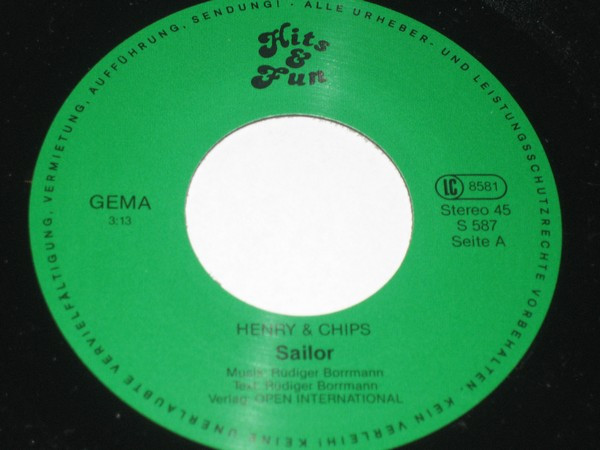 ALLE URHEBER- UND LEISTUNGSSCHUTZRECHTE VORBEHALTEN. KEIN VERLEIH! KEINE UNERLAUBTE VERVIELFÄLTIGUNG, VERMIETUNG, AUFFÜHRUNG, SENDUNG! ·
Hits
&
Fun
GEMA
3:13
LC 8581
Stereo 45
S 587
Seite A
HENRY & CHIPS
Sailor
Musik: Rüdiger Borrmann
Text: Rüdiger Borrmann
Verlag: OPEN INTERNATIONAL